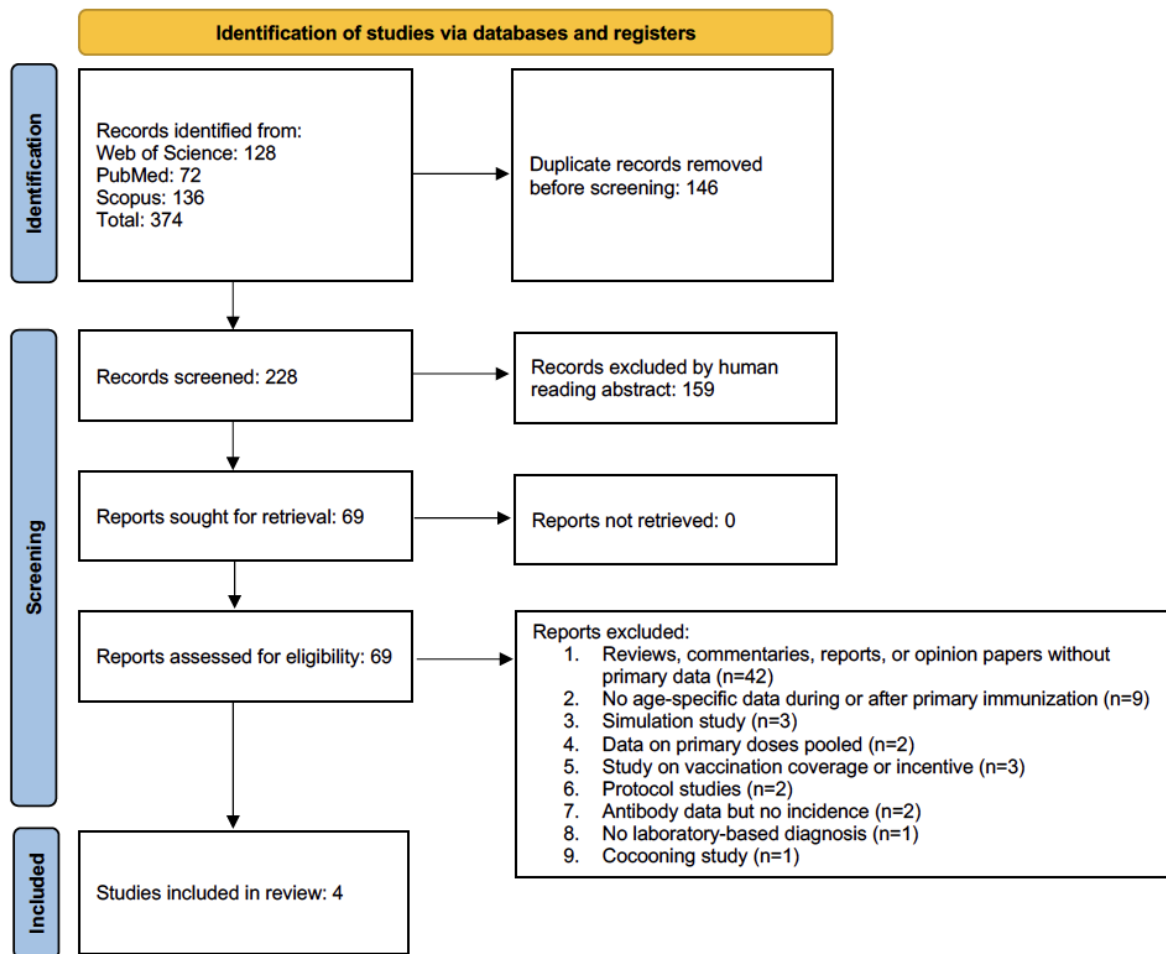 Identification of studies via databases and registers
Identification
Records identified from:
Web of Science: 128
PubMed: 72
Scopus: 136
Total: 374
Duplicate records removed
before screening: 146
Screening
Records screened: 228
Records excluded by human
reading abstract: 159
Reports sought for retrieval: 69
Reports not retrieved: 0
Reports assessed for eligibility: 69
Reports excluded:
1. Reviews, commentaries, reports, or opinion papers without
primary data (n=42)
2. No age-specific data during or after primary immunization (n=9)
3. Simulation study (n=3)
4. Data on primary doses pooled (n=2)
5. Study on vaccination coverage or incentive (n=3)
6. Protocol studies (n=2)
7. Antibody data but no incidence (n=2)
8. No laboratory-based diagnosis (n=1)
9. Cocooning study (n=1)
Included
Studies included in review: 4